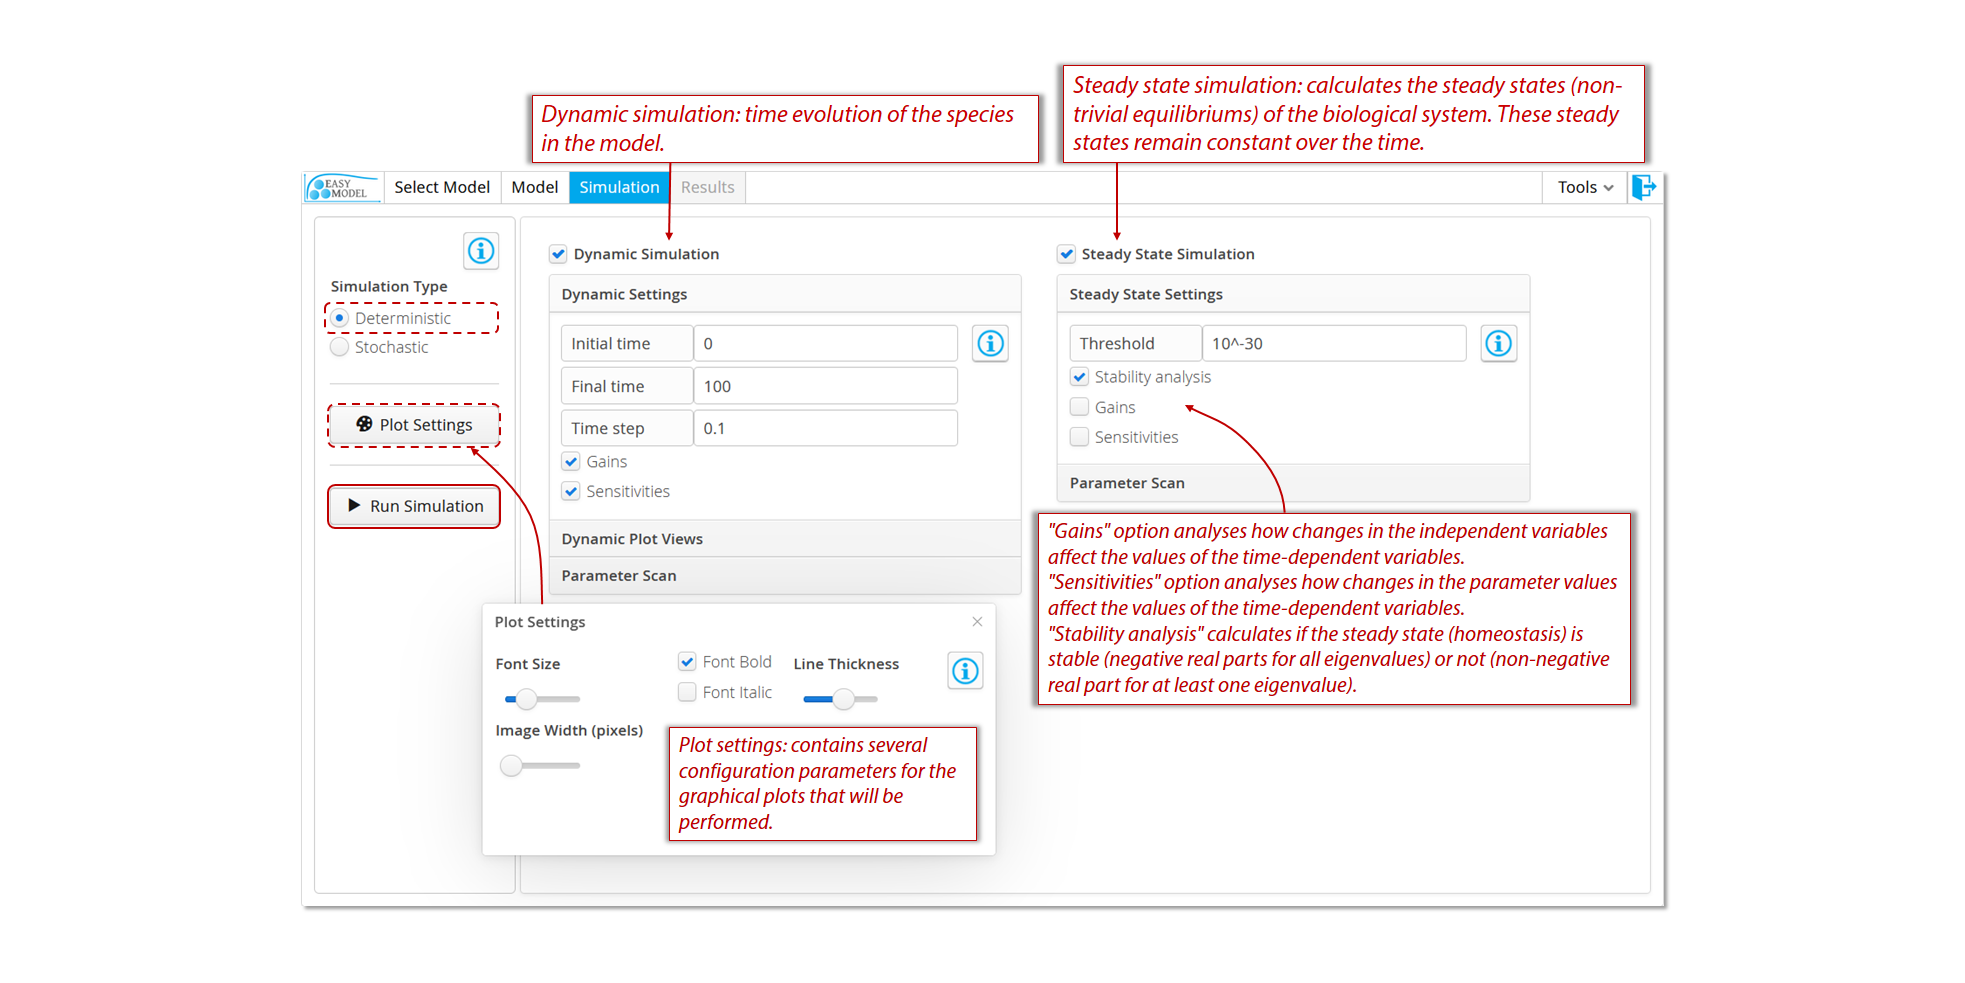 Dynamic simulation: time evolution of the species
in the model.
Steady state simulation: calculates the steady states (non-
trivial equilibriums) of the biological system. These steady
states remain constant over the time.
EASY
MODEL
Select Model
Model
Simulation
Results
Tools
Simulation Type
Deterministic
Stochastic
Plot Settings
Run Simulation
Dynamic Simulation
Dynamic Settings
Initial time
0
Final time
100
Time step
0.1
Gains
Sensitivities
Dynamic Plot Views
Parameter Scan
Steady State Simulation
Steady State Settings
Threshold
10^-30
Stability analysis
Gains
Sensitivities
Parameter Scan
"Gains" option analyses how changes in the independent variables
affect the values of the time-dependent variables.
"Sensitivities" option analyses how changes in the parameter values
affect the values of the time-dependent variables.
"Stability analysis" calculates if the steady state (homeostasis) is
stable (negative real parts for all eigenvalues) or not (non-negative
real part for at least one eigenvalue).
Plot Settings
Font Size
Font Bold
Font Italic
Line Thickness
Image Width (pixels)
Plot settings: contains several
configuration parameters for the
graphical plots that will be
performed.